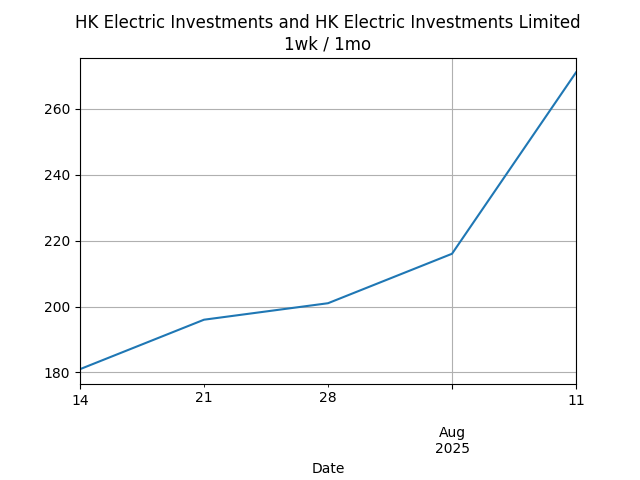 HK Electric Investments and HK Electric Investments Limited
1wk / 1mo
260
240
220
200
180
14
21
28
11
Aug
2025
Date